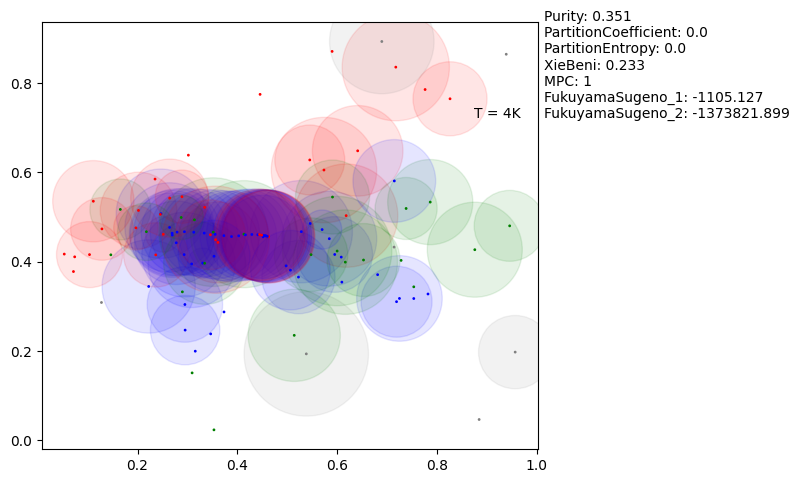 Purity: 0.351
PartitionCoefficient: 0.0
PartitionEntropy: 0.0
XieBeni: 0.233
MPC: 1
FukuyamaSugeno_1: -1105.127
FukuyamaSugeno_2: -1373821.899
T = 4K
0.8
0.6
0.4
0.2
0.0
0.2
0.4
0.6
0.8
1.0